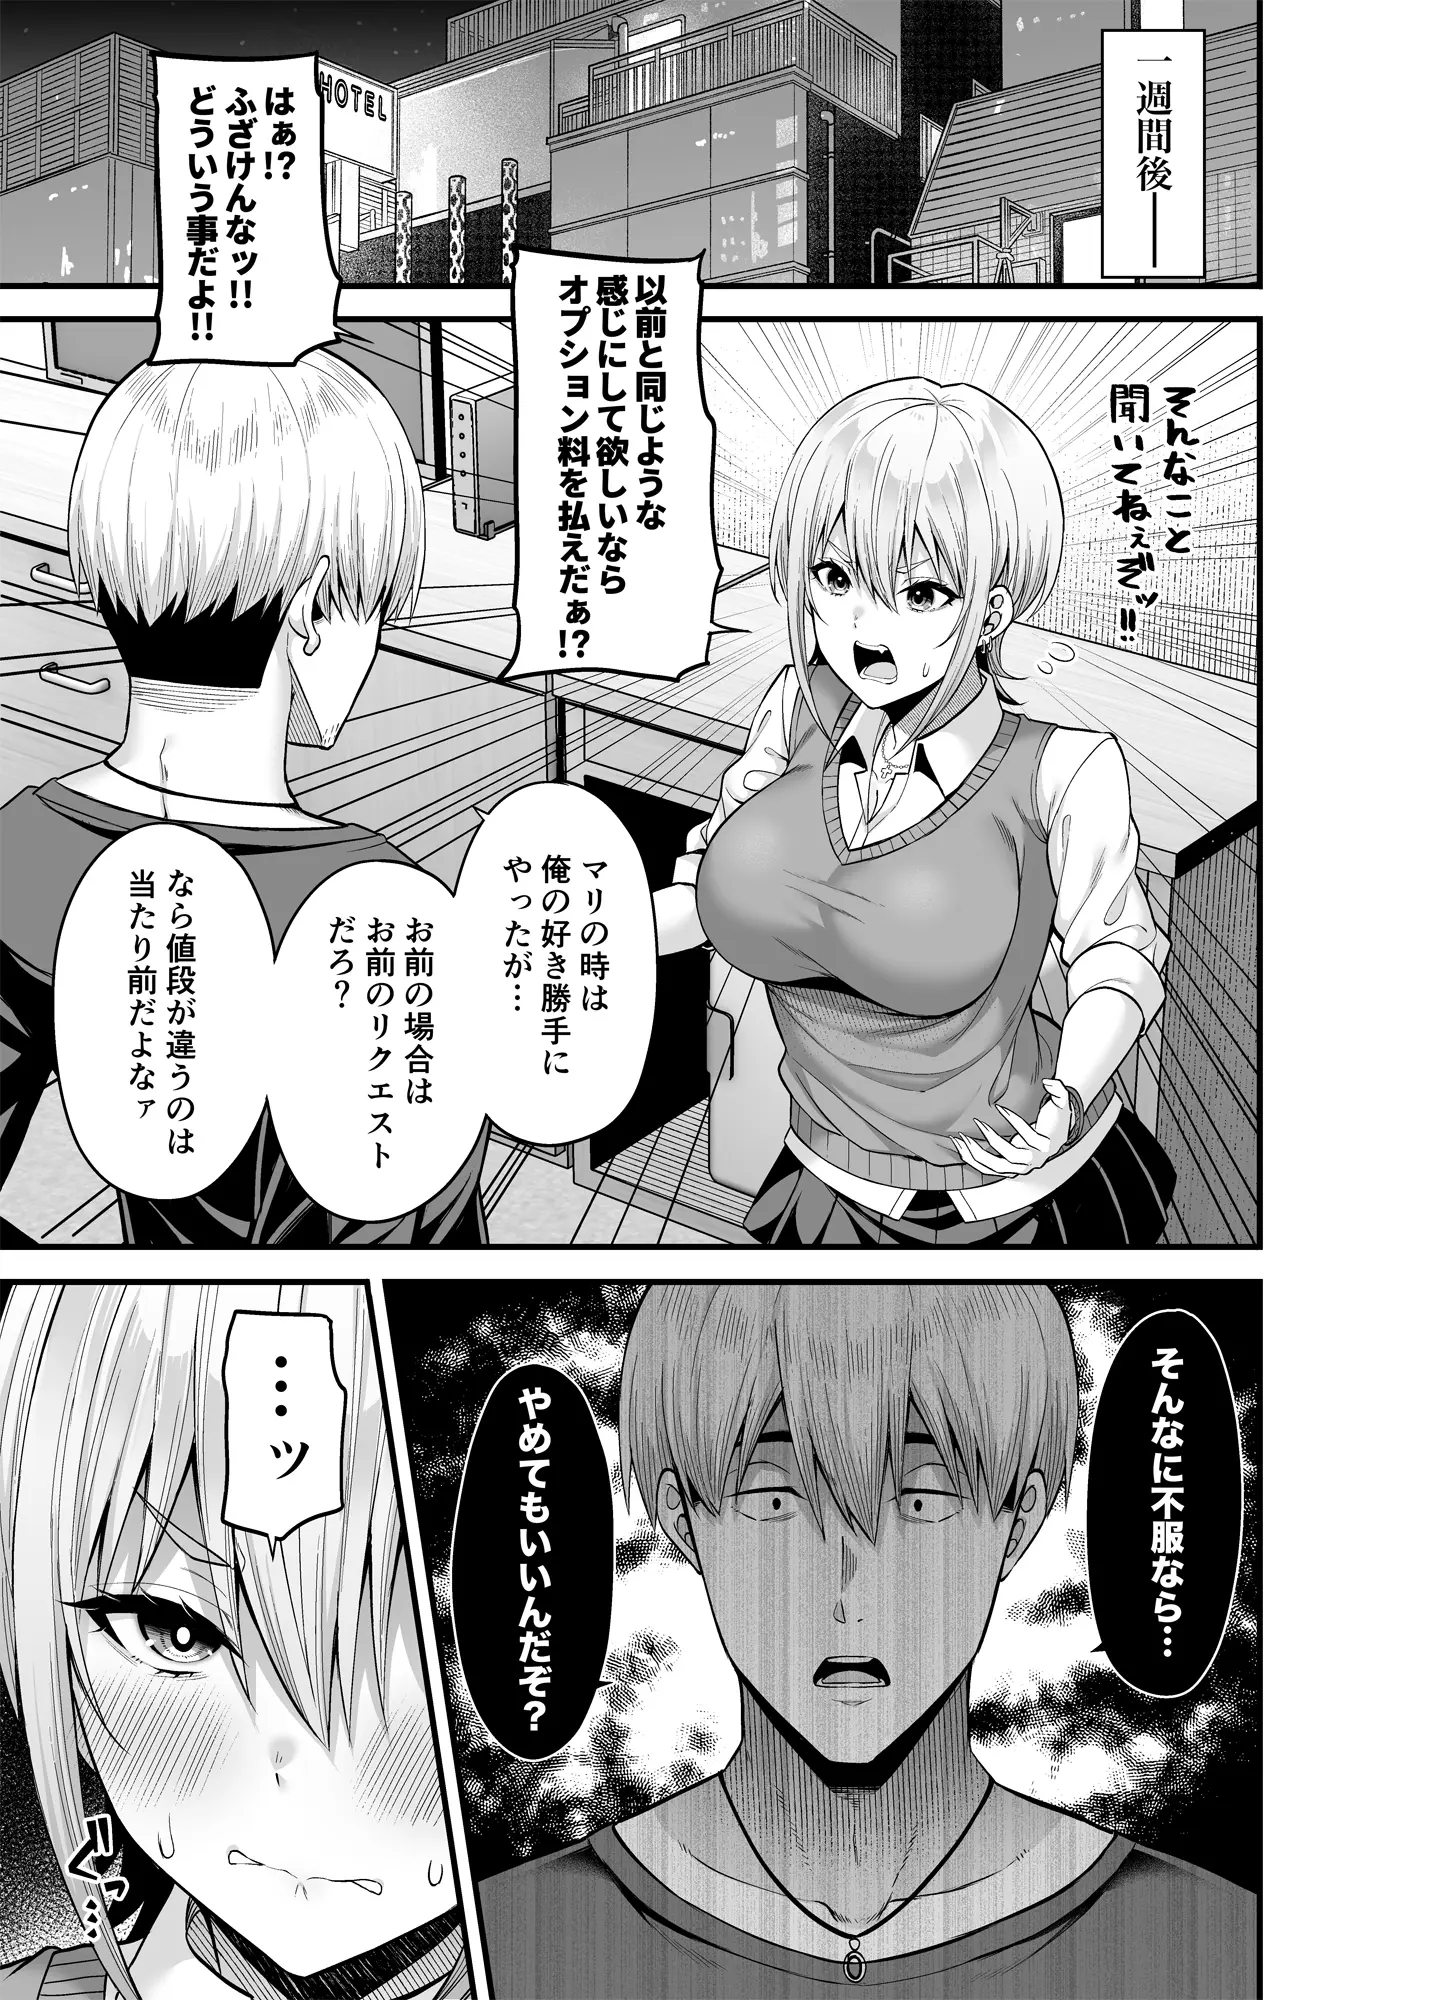 一週間後――
HOTEL
はぁ!?
ふざけんなッ!!
どういう事だよ!!
そんなこと
聞いてねぇぞッ!!
以前と同じような
感じにして欲しいなら
オプション料を払えだぁ!?
マリの時は
俺の好き勝手に
やったが…
お前の場合は
お前のリクエスト
だろ?
なら値段が違うのは
当たり前だよなァ
そんなに不服なら…
やめてもいいんだぞ?
…ッ
ぐっ…